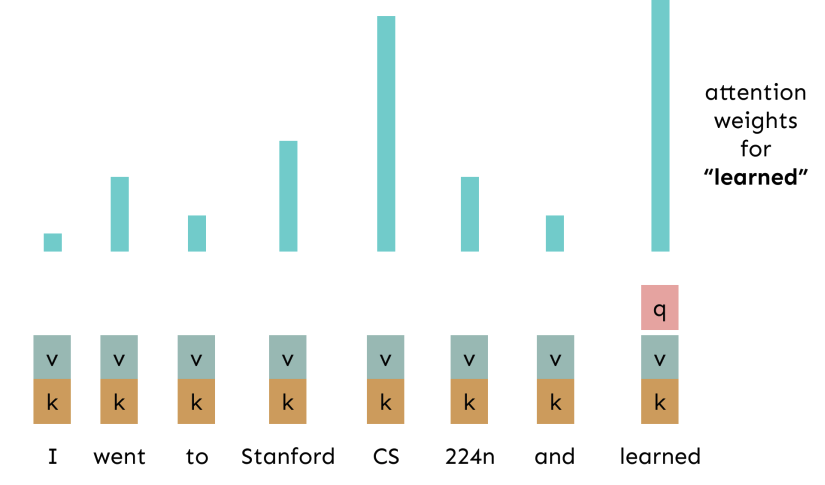 attention
weights
for
“learned”
q
v v v v v v v v
k k k k k k k k
I went to Stanford CS 224n and learned